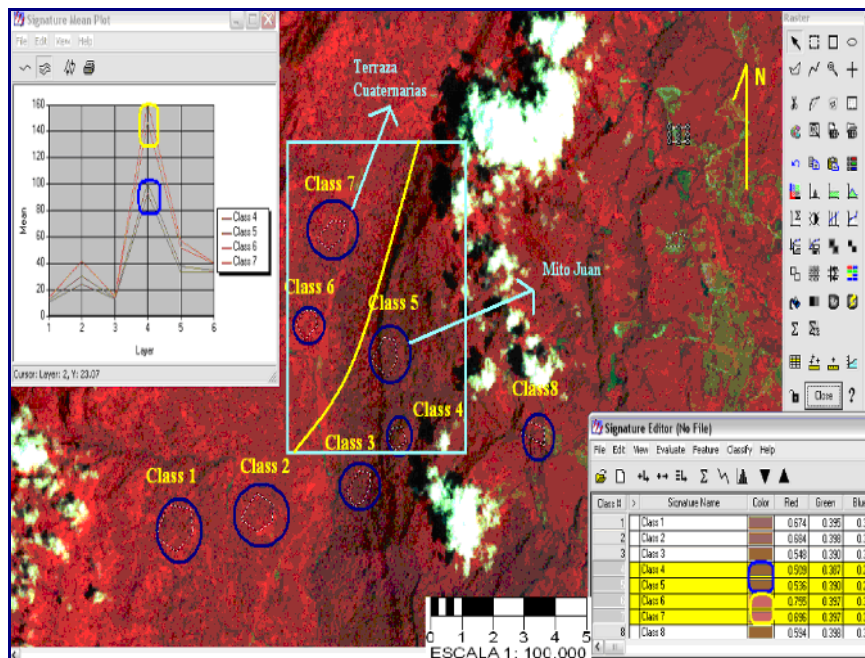 Signature Mean Plot
File Edit View Help
160
140
120
100
80
60
40
20
0
Mean
1 2 3 4 5 6
Layer
Class 4
Class 5
Class 6
Class 7
Cursor: Layer: 2, Y: 23.07
Terraza
Cuaternarias
N
Class 7
Mito Juan
Class 6
Class 5
Class 4
Class8
Class 3
Class 2
Class 1
0 1 2 3 4 5
ESCALA 1: 100.000
Raster
Close
Signature Editor (No File)
File Edit View Evaluate Feature Classify Help
Class # > Signature Name Color Red Green Blue
1 Class 1 0.674 0.395
2 Class 2 0.684 0.398
3 Class 3 0.548 0.390
Class 4 0.509 0.387
Class 5 0.536 0.390
Class 6 0.795 0.397
Class 7 0.696 0.397
8 Class 8 0.594 0.398